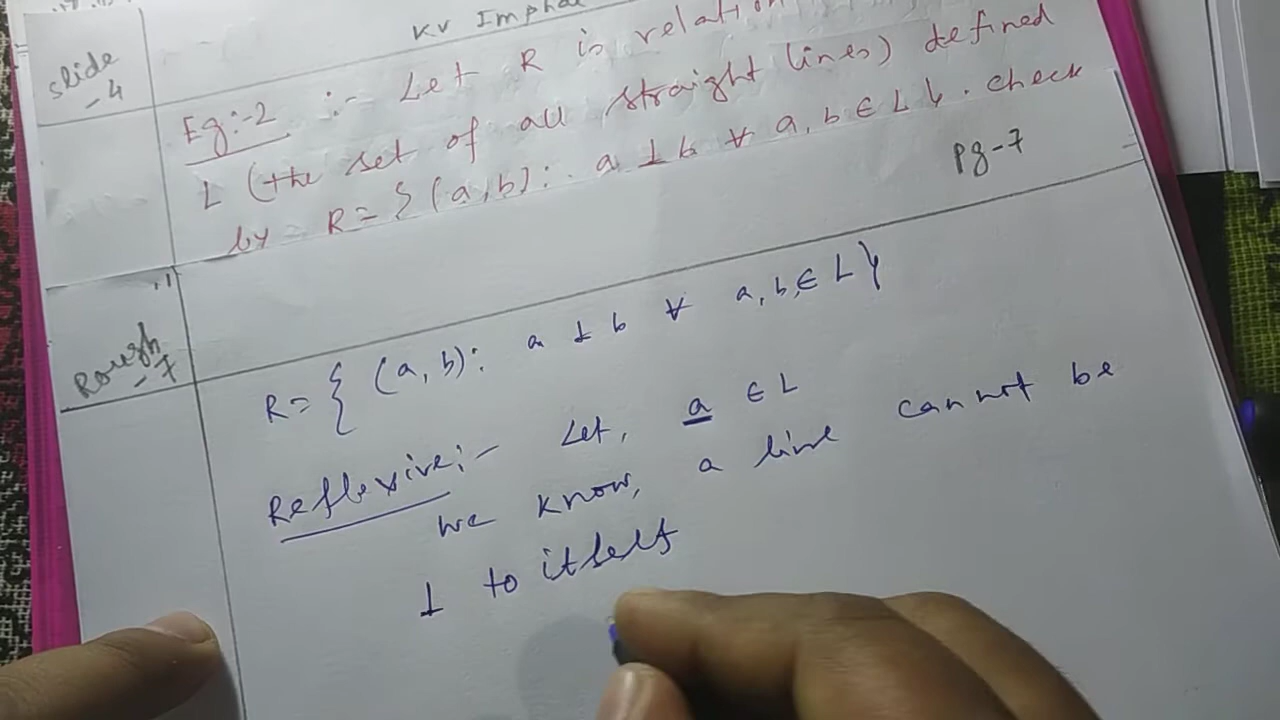 KV Imphal
slide
-4
Eg:-2 :- Let R is relation
L (the set of all straight lines) defined
by - R = { (a,b): a ⊥ b ∀ a, b ∈ L }. check
Pg-7
Rough
-7
R = { (a, b): a ⊥ b ∀ a, b, ∈ L }
Reflexive:- Let, a ∈ L
we know, a line cannot be
⊥ to itself